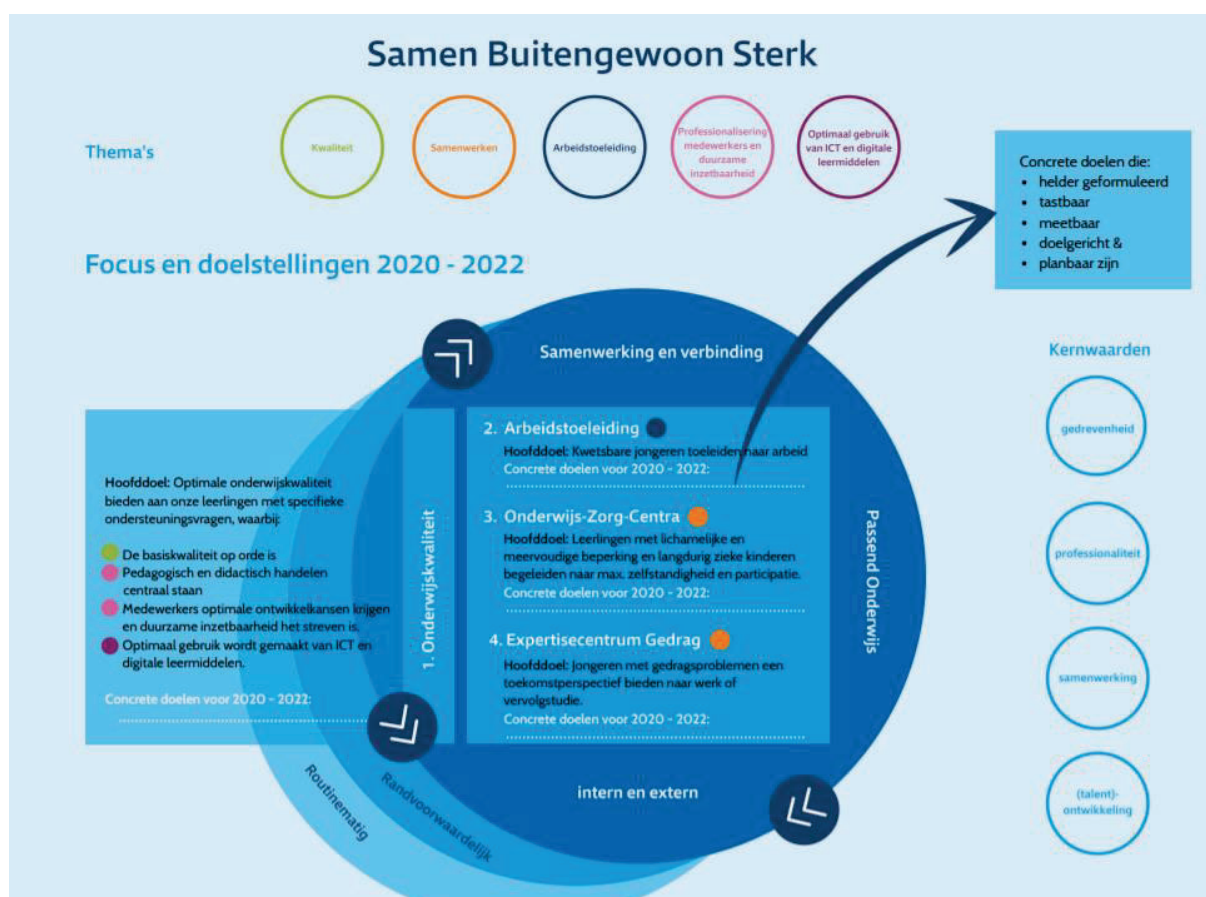 Samen Buitengewoon Sterk
Thema's
Kwaliteit
Samenwerken
Arbeidstoeleiding
Professionalisering
medewerkers en
duurzame
inzetbaarheid
Optimaal gebruik
van ICT en digitale
leermiddelen
Concrete doelen die:
• helder geformuleerd
• tastbaar
• meetbaar
• doelgericht &
• planbaar zijn
Focus en doelstellingen 2020 - 2022
Samenwerking en verbinding
Hoofddoel: Optimale onderwijskwaliteit
bieden aan onze leerlingen met specifieke
ondersteuningsvragen, waarbij:
De basiskwaliteit op orde is
Pedagogisch en didactisch handelen
centraal staan
Medewerkers optimale ontwikkelkansen krijgen
en duurzame inzetbaarheid het streven is.
Optimaal gebruik wordt gemaakt van ICT en
digitale leermiddelen.
Concrete doelen voor 2020 - 2022:
1. Onderwijskwaliteit
2. Arbeidstoeleiding
Hoofddoel: Kwetsbare jongeren toeleiden naar arbeid
Concrete doelen voor 2020 - 2022:
3. Onderwijs-Zorg-Centra
Hoofddoel: Leerlingen met lichamelijke en
meervoudige beperking en langdurig zieke kinderen
begeleiden naar max. zelfstandigheid en participatie.
Concrete doelen voor 2020 - 2022:
4. Expertisecentrum Gedrag
Hoofddoel: Jongeren met gedragsproblemen een
toekomstperspectief bieden naar werk of
vervolgstudie.
Concrete doelen voor 2020 - 2022:
Passend Onderwijs
intern en extern
Routinematig
Randvoorwaardelijk
Kernwaarden
gedrevenheid
professionaliteit
samenwerking
(talent)-
ontwikkeling